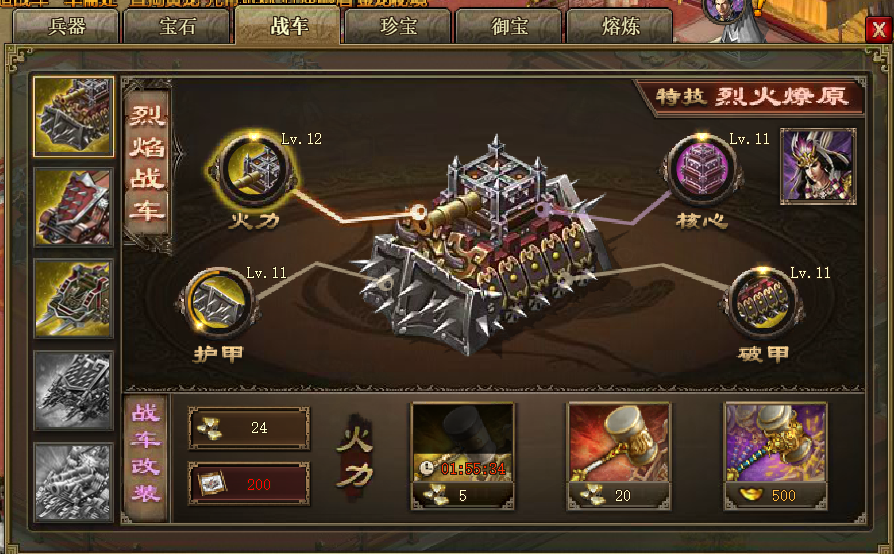 兵器
宝石
战车
珍宝
御宝
熔炼
X
烈焰战车
特技 烈火燎原
Lv.12
火力
Lv.11
核心
Lv.11
护甲
Lv.11
破甲
战车改装
24
200
火力
01:55:34
5
20
500